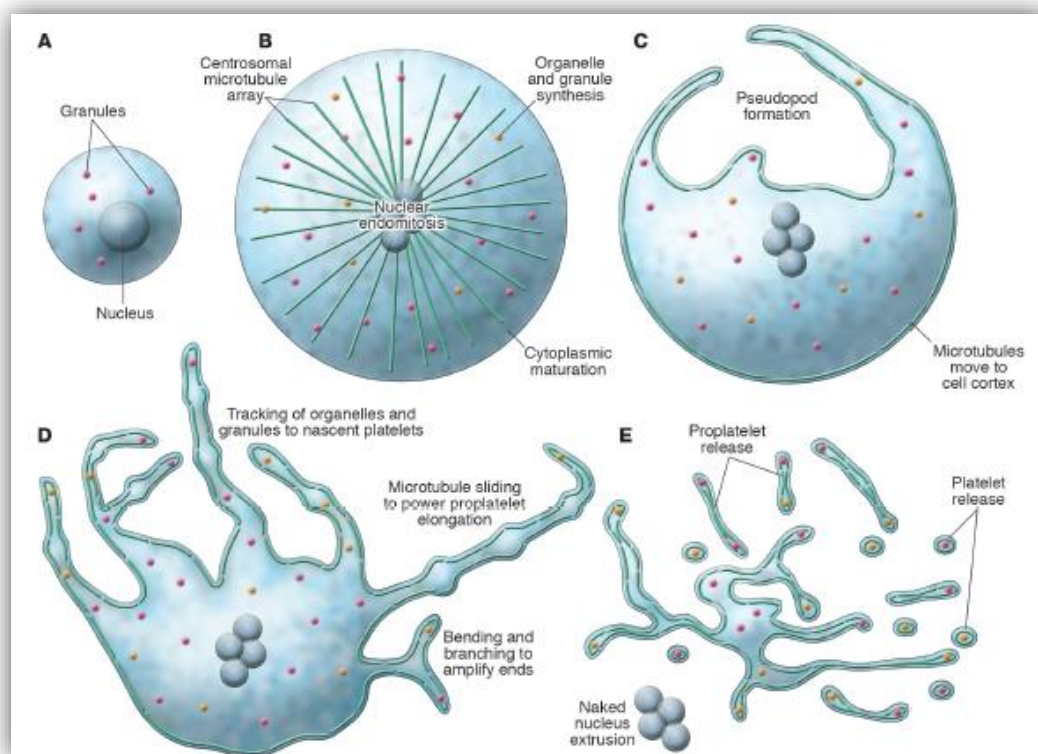 A
Granules
Nucleus
B
Centrosomal
microtubule
array
Organelle
and granule
synthesis
Nuclear
endomitosis
Cytoplasmic
maturation
C
Pseudopod
formation
Microtubules
move to
cell cortex
D
Tracking of organelles and
granules to nascent platelets
Microtubule sliding
to power proplatelet
elongation
Bending and
branching to
amplify ends
E
Proplatelet
release
Platelet
release
Naked
nucleus
extrusion